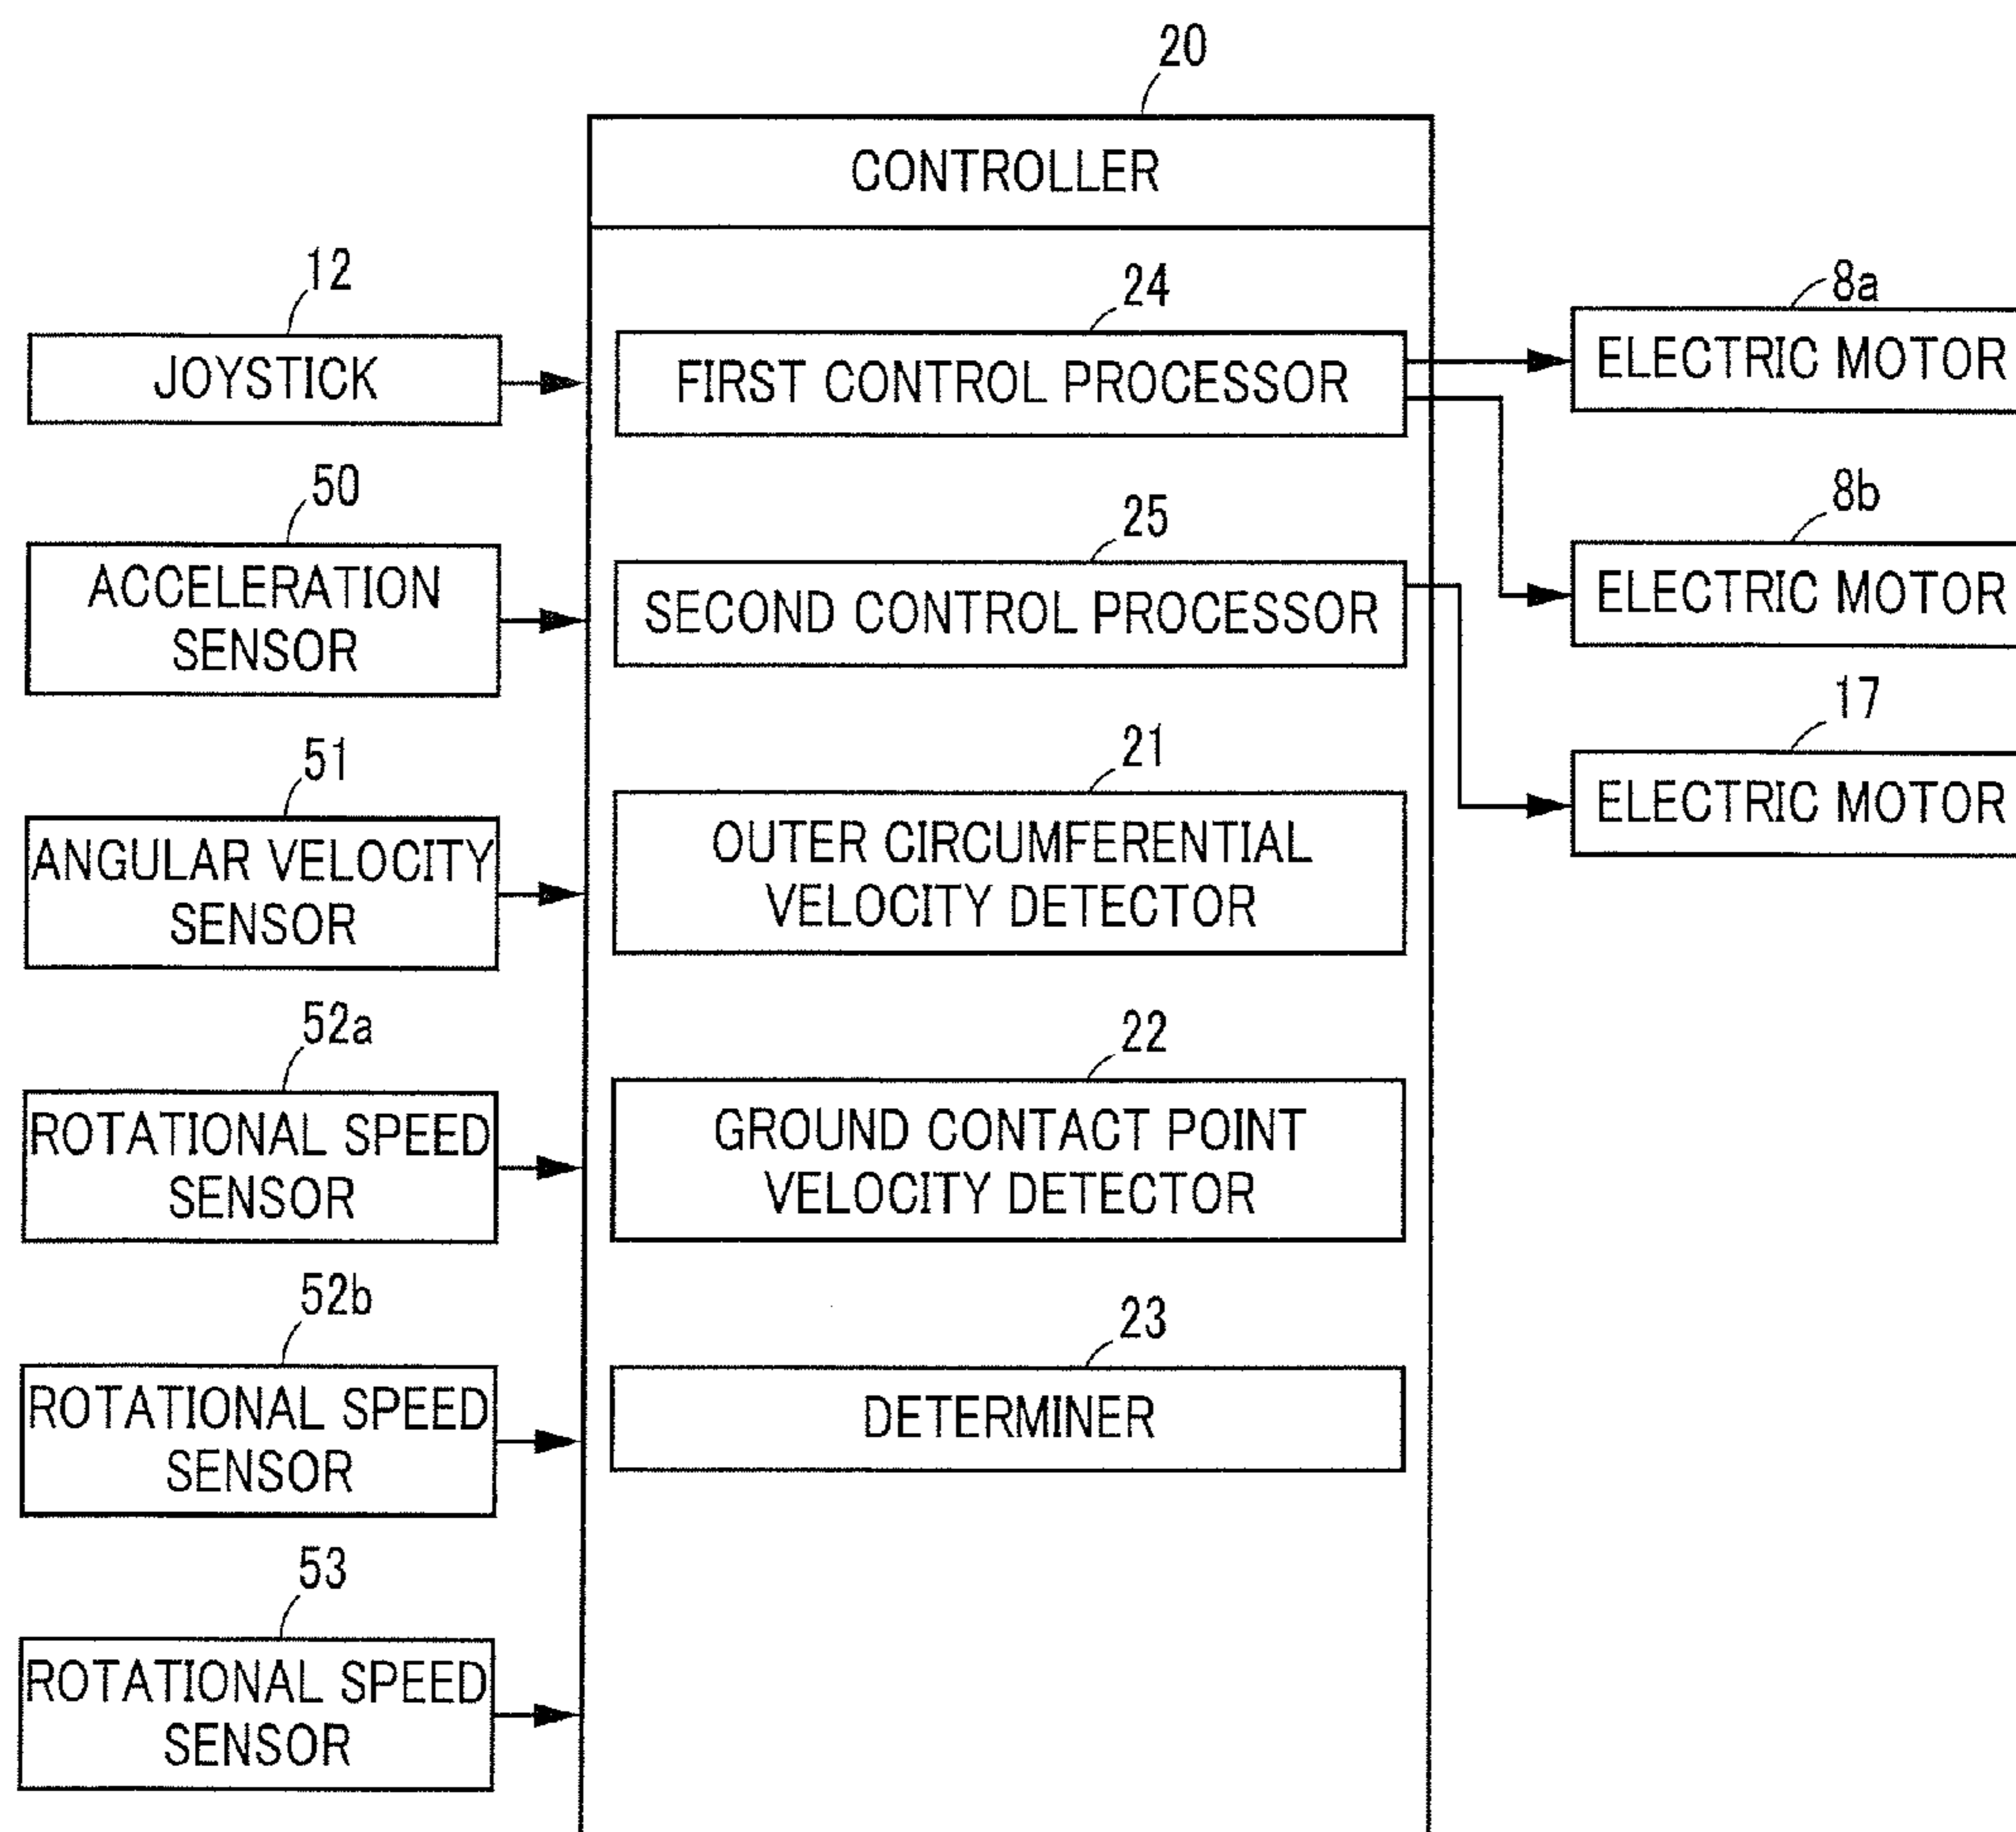 20
CONTROLLER
12
JOYSTICK
50
ACCELERATION
SENSOR
51
ANGULAR VELOCITY
SENSOR
52a
ROTATIONAL SPEED
SENSOR
52b
ROTATIONAL SPEED
SENSOR
53
ROTATIONAL SPEED
SENSOR
24
FIRST CONTROL PROCESSOR
25
SECOND CONTROL PROCESSOR
21
OUTER CIRCUMFERENTIAL
VELOCITY DETECTOR
22
GROUND CONTACT POINT
VELOCITY DETECTOR
23
DETERMINER
8a
ELECTRIC MOTOR
8b
ELECTRIC MOTOR
17
ELECTRIC MOTOR